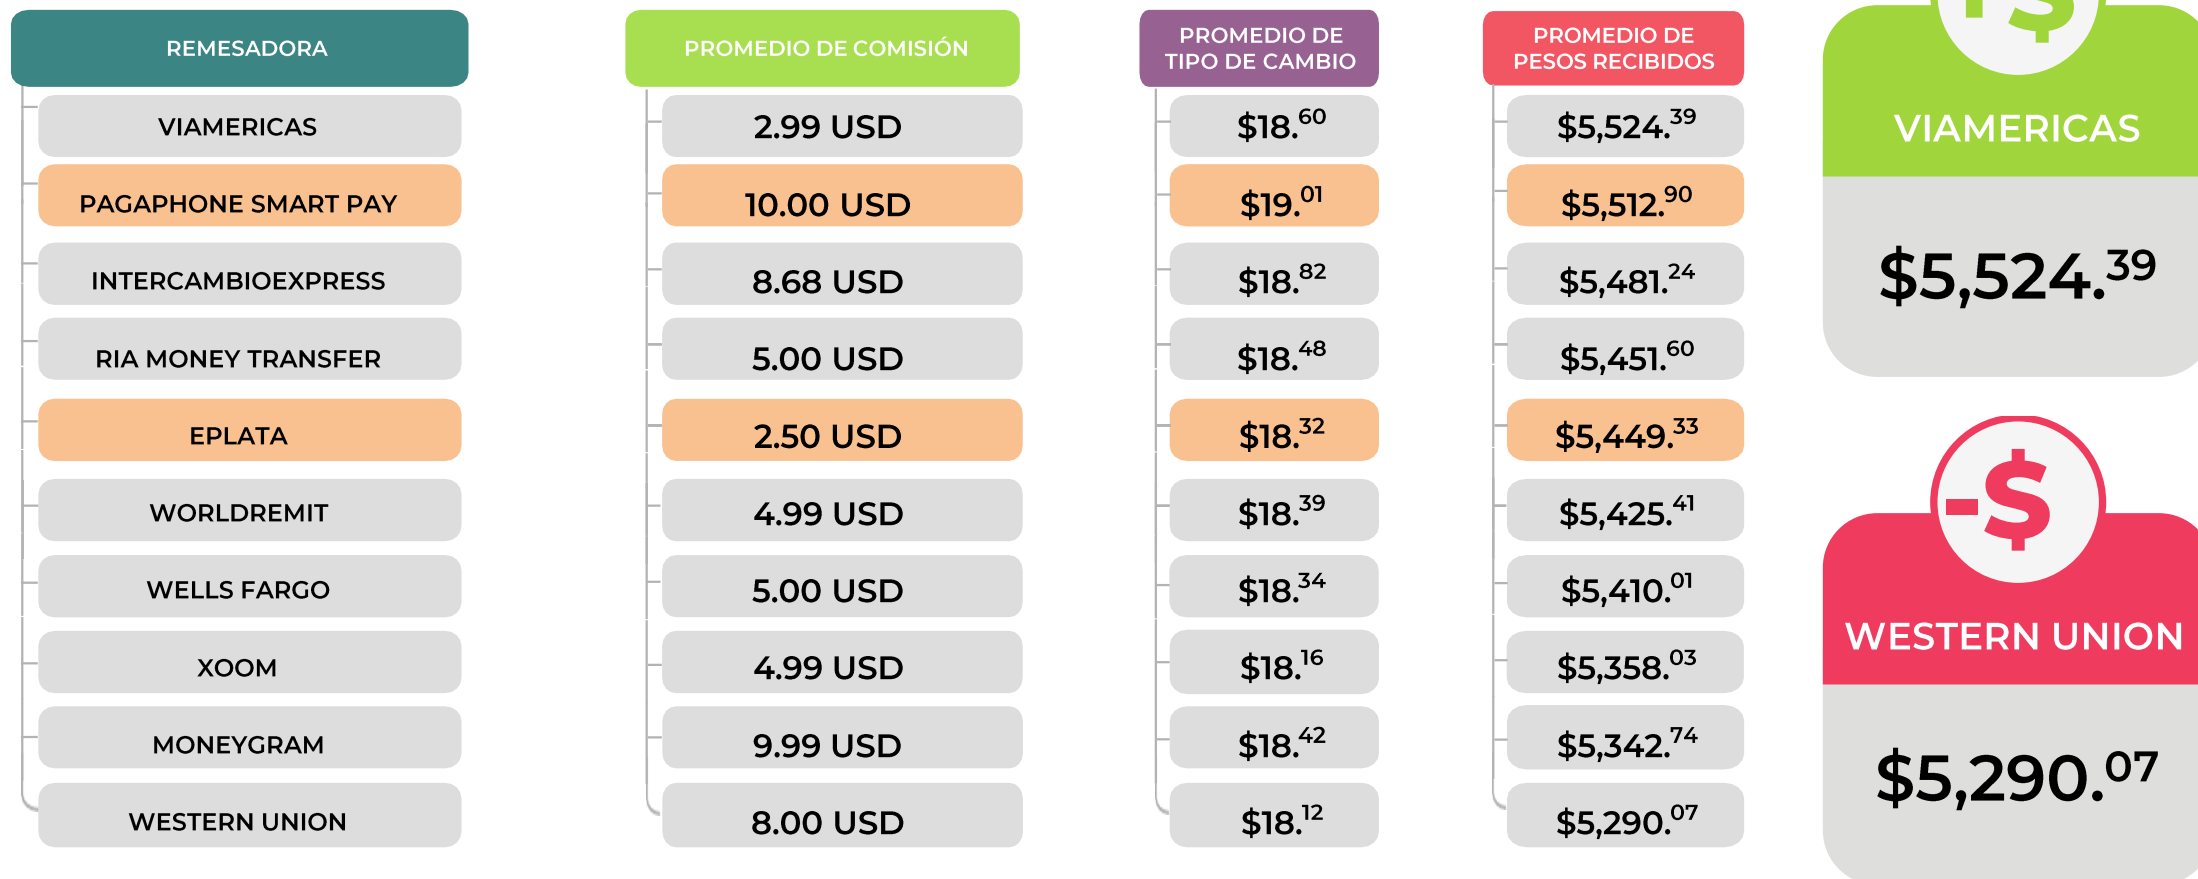 REMESADORA
PROMEDIO DE COMISIÓN
PROMEDIO DE
TIPO DE CAMBIO
PROMEDIO DE
PESOS RECIBIDOS
VIAMERICAS 2.99 USD $18.60 $5,524.39
PAGAPHONE SMART PAY 10.00 USD $19.01 $5,512.90
INTERCAMBIOEXPRESS 8.68 USD $18.82 $5,481.24
RIA MONEY TRANSFER 5.00 USD $18.48 $5,451.60
EPLATA 2.50 USD $18.32 $5,449.33
WORLDREMIT 4.99 USD $18.39 $5,425.41
WELLS FARGO 5.00 USD $18.34 $5,410.01
XOOM 4.99 USD $18.16 $5,358.03
MONEYGRAM 9.99 USD $18.42 $5,342.74
WESTERN UNION 8.00 USD $18.12 $5,290.07
+$
VIAMERICAS
$5,524.39
-$
WESTERN UNION
$5,290.07